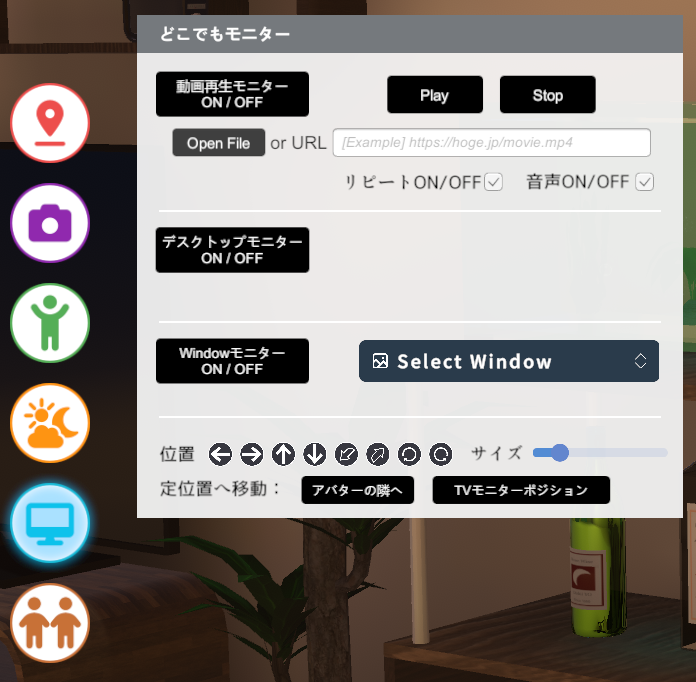 どこでもモニター
動画再生モニター
ON / OFF
Play
Stop
Open File or URL [Example] https://hoge.jp/movie.mp4
リピートON/OFF 音声ON/OFF
デスクトップモニター
ON / OFF
Windowモニター
ON / OFF
Select Window
位置 サイズ
定位置へ移動： アバターの隣へ TVモニターポジション